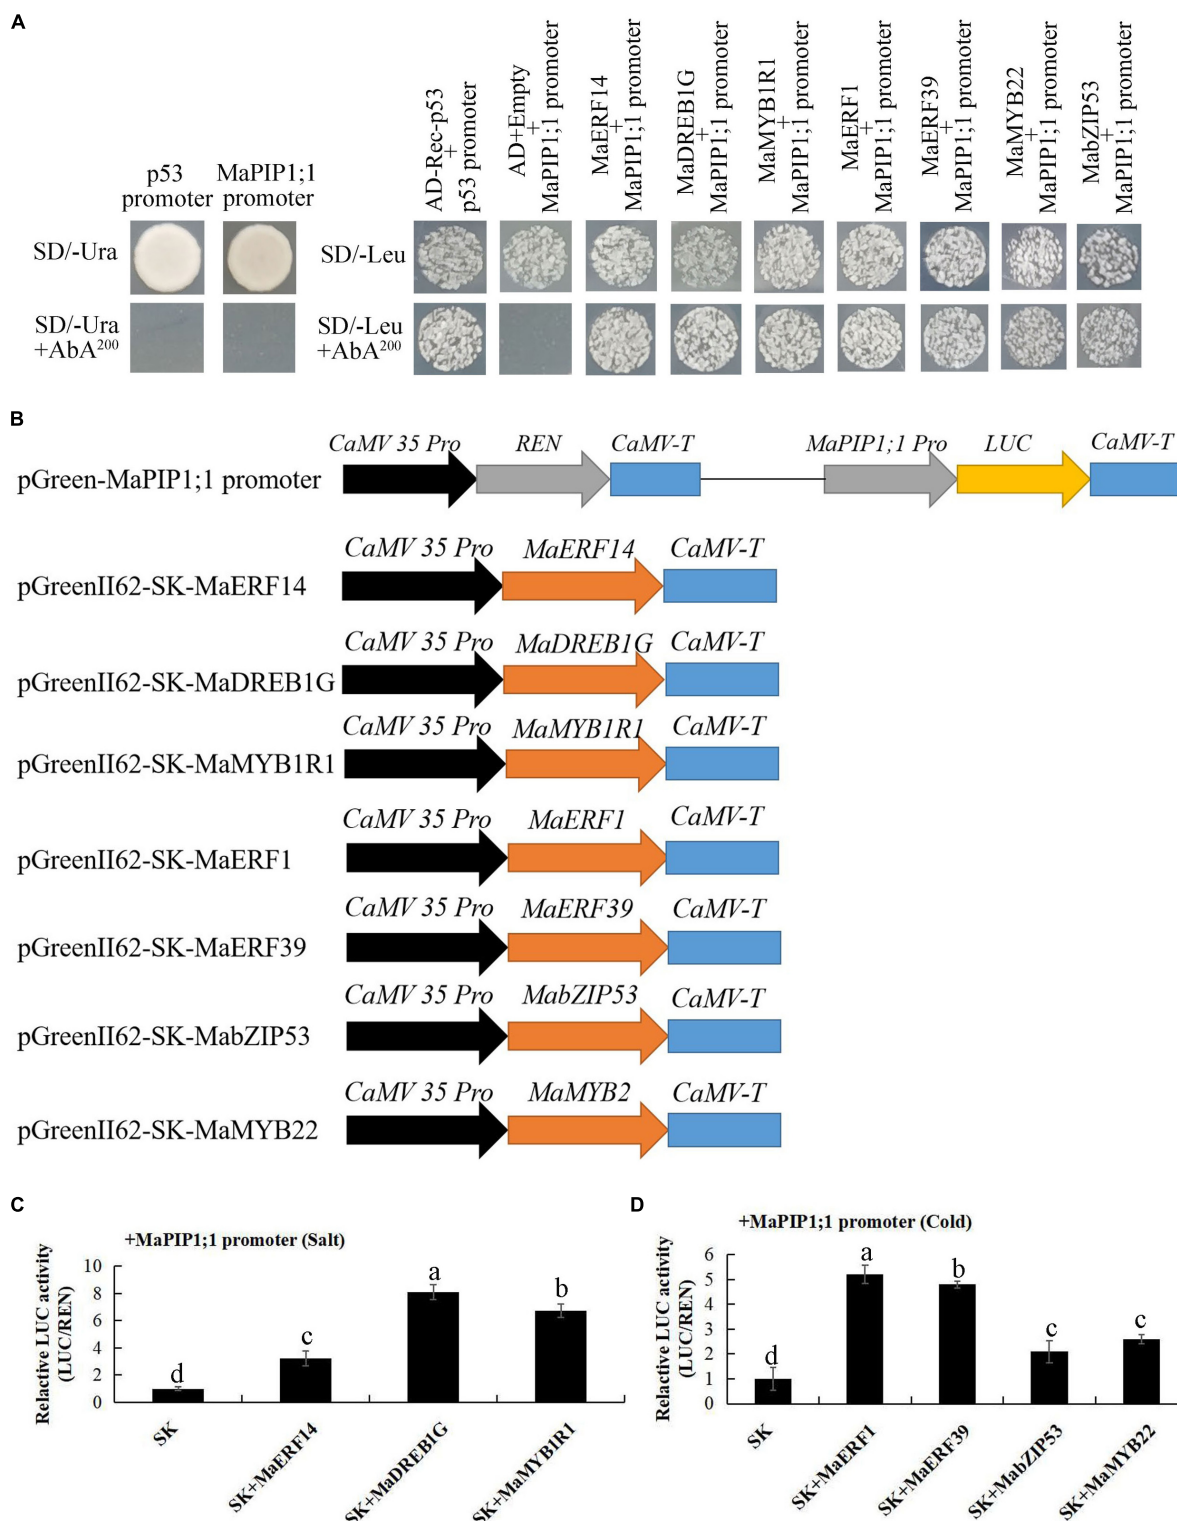 A
p53
promoter
MaPIP1;1
promoter
AD-Rec-p53
+
p53 promoter
AD+Empty
+
MaPIP1;1 promoter
MaERF14
+
MaPIP1;1 promoter
MaDREB1G
+
MaPIP1;1 promoter
MaMYB1R1
+
MaPIP1;1 promoter
MaERF1
+
MaPIP1;1 promoter
MaERF39
+
MaPIP1;1 promoter
MaMYB22
+
MaPIP1;1 promoter
MabZIP53
+
MaPIP1;1 promoter
SD/-Ura
SD/-Leu
SD/-Ura
+AbA200
SD/-Leu
+AbA200
B
CaMV 35 Pro REN CaMV-T MaPIP1;1 Pro LUC CaMV-T
pGreen-MaPIP1;1 promoter
CaMV 35 Pro MaERF14 CaMV-T
pGreenII62-SK-MaERF14
CaMV 35 Pro MaDREB1G CaMV-T
pGreenII62-SK-MaDREB1G
CaMV 35 Pro MaMYB1R1 CaMV-T
pGreenII62-SK-MaMYB1R1
CaMV 35 Pro MaERF1 CaMV-T
pGreenII62-SK-MaERF1
CaMV 35 Pro MaERF39 CaMV-T
pGreenII62-SK-MaERF39
CaMV 35 Pro MabZIP53 CaMV-T
pGreenII62-SK-MabZIP53
CaMV 35 Pro MaMYB2 CaMV-T
pGreenII62-SK-MaMYB22
C
+MaPIP1;1 promoter (Salt)
Relactive LUC activity
(LUC/REN)
10
8
6
4
2
0
d
c
a
b
SK
SK+MaERF14
SK+MaDREB1G
SK+MaMYB1R1
D
+MaPIP1;1 promoter (Cold)
Relactive LUC activity
(LUC/REN)
6
5
4
3
2
1
0
d
a
b
c
c
SK
SK+MaERF1
SK+MaERF39
SK+MabZIP53
SK+MaMYB22